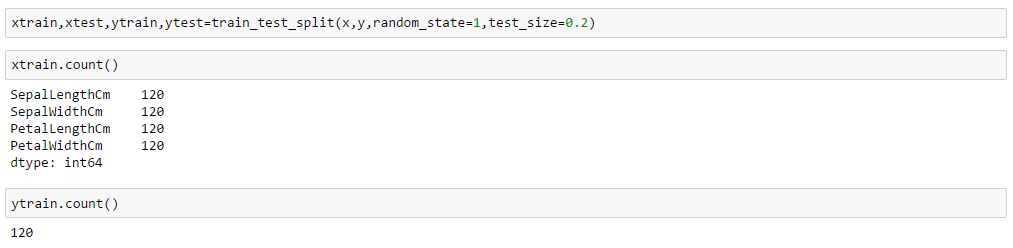 xtrain,xtest,ytrain,ytest=train_test_split(x,y,random_state=1,test_size=0.2)
xtrain.count()
SepalLengthCm    120
SepalWidthCm     120
PetalLengthCm    120
PetalWidthCm     120
dtype: int64
ytrain.count()
120